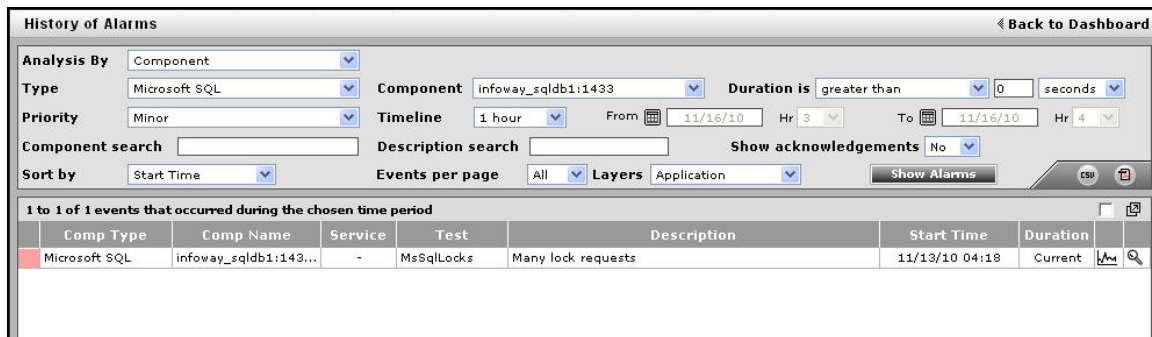 History of Alarms Back to Dashboard
Analysis By Component
Type Microsoft SQL Component infoway_sqldb1:1433 Duration is greater than 0 seconds
Priority Minor Timeline 1 hour From 11/16/10 Hr 3 To 11/16/10 Hr 4
Component search Description search Show acknowledgements No
Sort by Start Time Events per page All Layers Application Show Alarms CSV
1 to 1 of 1 events that occurred during the chosen time period
Comp Type Comp Name Service Test Description Start Time Duration
Microsoft SQL infoway_sqldb1:143... - MsSqlLocks Many lock requests 11/13/10 04:18 Current